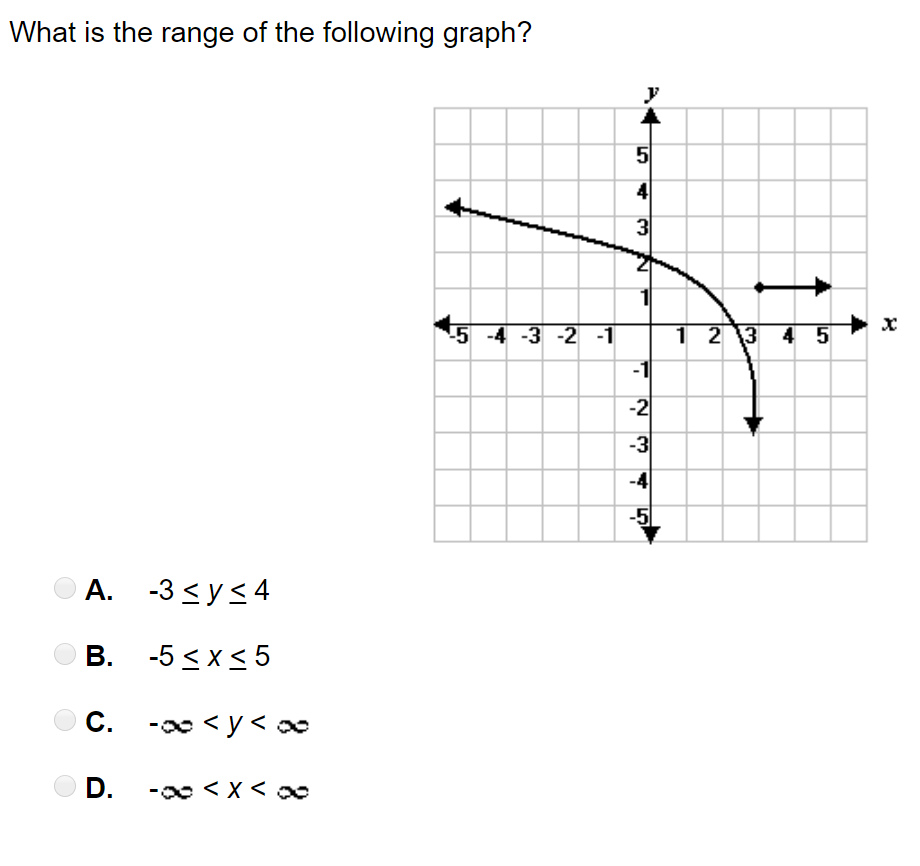 What is the range of the following graph?
y
5
4
3
2
1
-5 -4 -3 -2 -1 1 2 3 4 5 x
-1
-2
-3
-4
-5
A. -3 ≤ y ≤ 4
B. -5 ≤ x ≤ 5
C. -∞ < y < ∞
D. -∞ < x < ∞